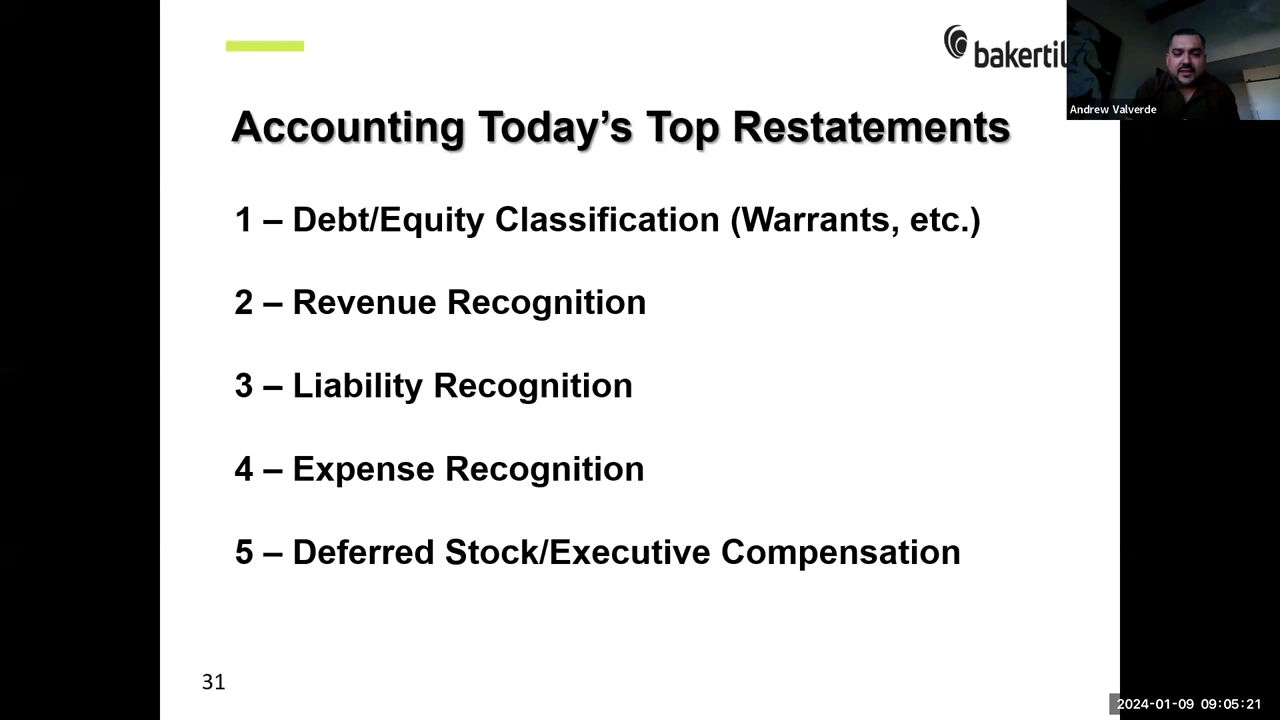 bakertil
Andrew Valverde
Accounting Today's Top Restatements
1 – Debt/Equity Classification (Warrants, etc.)
2 – Revenue Recognition
3 – Liability Recognition
4 – Expense Recognition
5 – Deferred Stock/Executive Compensation
31
2024-01-09 09:05:21